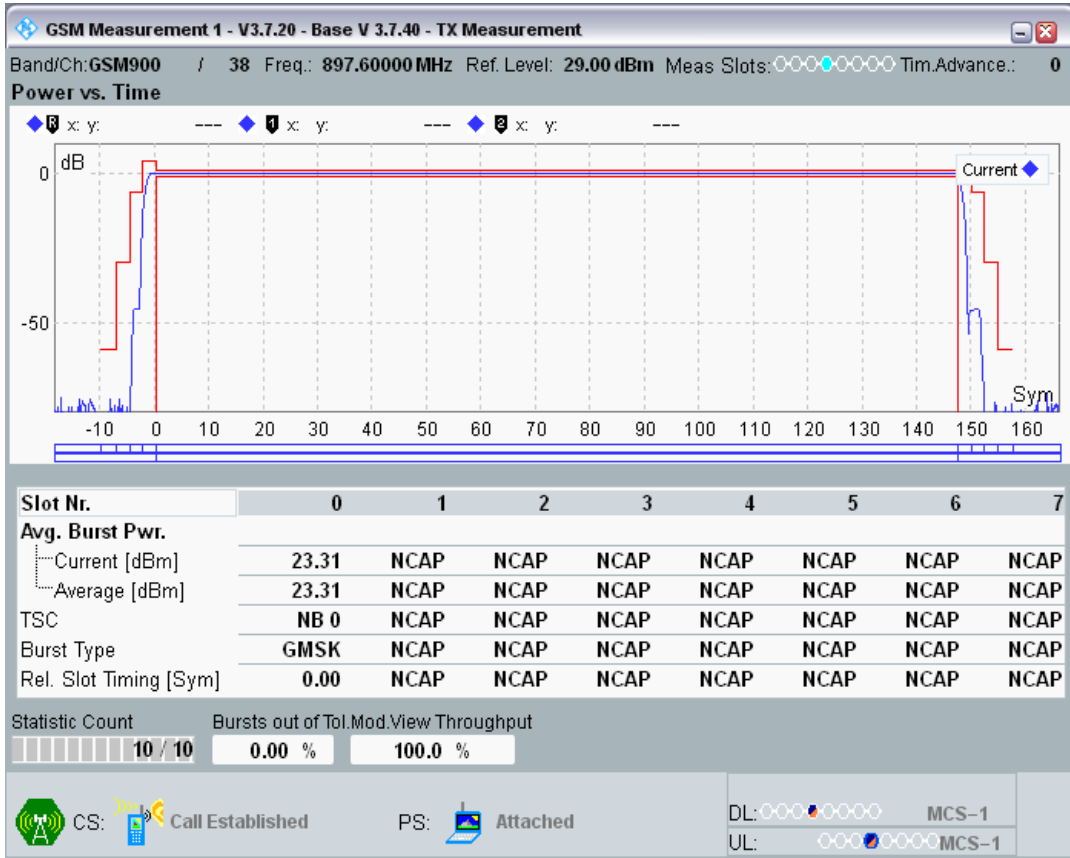 GSM Measurement 1 - V3.7.20 - Base V 3.7.40 - TX Measurement
Band/Ch:GSM900 / 38 Freq.: 897.60000 MHz Ref. Level: 29.00 dBm Meas Slots: Tim.Advance.: 0
Power vs. Time
R x: y: --- 1 x: y: --- 2 x: y: ---
dB
Current
0
-50
Sym
-10 0 10 20 30 40 50 60 70 80 90 100 110 120 130 140 150 160
Slot Nr. 0 1 2 3 4 5 6 7
Avg. Burst Pwr.
Current [dBm] 23.31 NCAP NCAP NCAP NCAP NCAP NCAP NCAP
Average [dBm] 23.31 NCAP NCAP NCAP NCAP NCAP NCAP NCAP
TSC NB 0 NCAP NCAP NCAP NCAP NCAP NCAP NCAP
Burst Type GMSK NCAP NCAP NCAP NCAP NCAP NCAP NCAP
Rel. Slot Timing [Sym] 0.00 NCAP NCAP NCAP NCAP NCAP NCAP NCAP
Statistic Count Bursts out of Tol. Mod.View Throughput
10 / 10 0.00 % 100.0 %
CS: Call Established PS: Attached
DL: MCS-1
UL: MCS-1